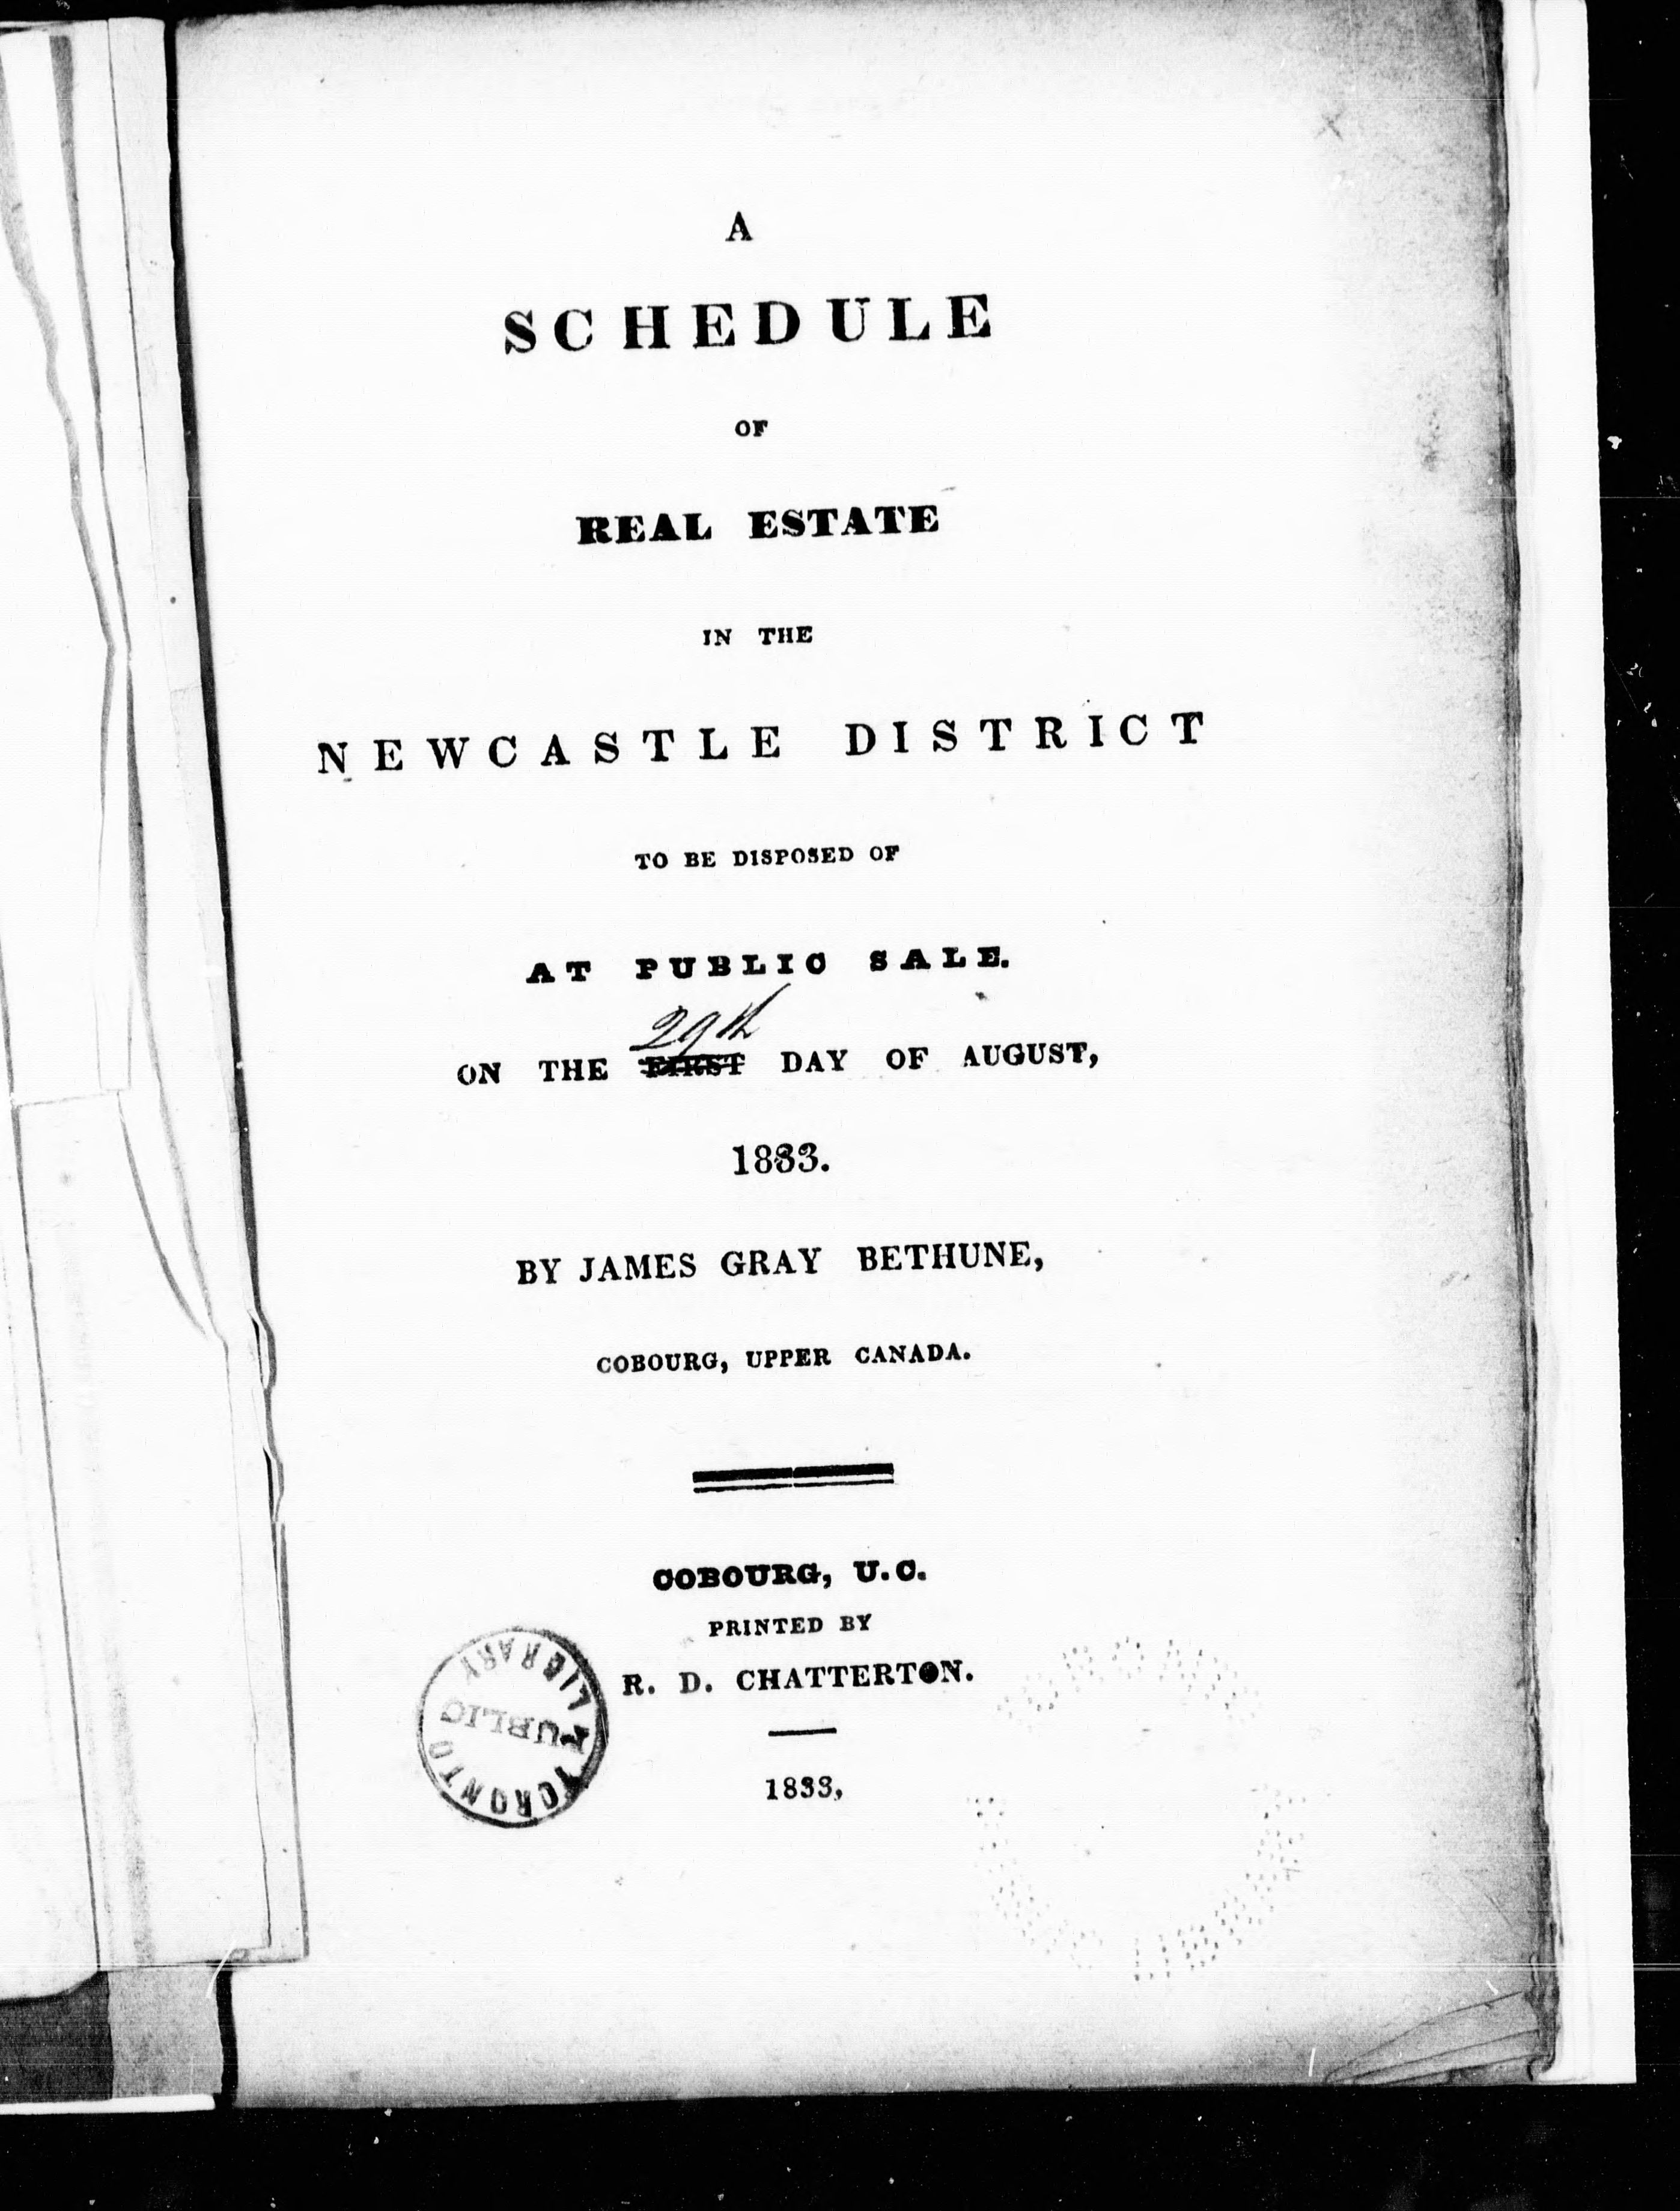 A
SCHEDULE
OF
REAL ESTATE
IN THE
NEWCASTLE DISTRICT
TO BE DISPOSED OF
AT PUBLIC SALE.
29th
ON THE FIRST DAY OF AUGUST,
1833.
BY JAMES GRAY BETHUNE,
COBOURG, UPPER CANADA.
COBOURG, U.C.
PRINTED BY
R. D. CHATTERTON.
1833,
TORONTO
PUBLIC
LIBRARY